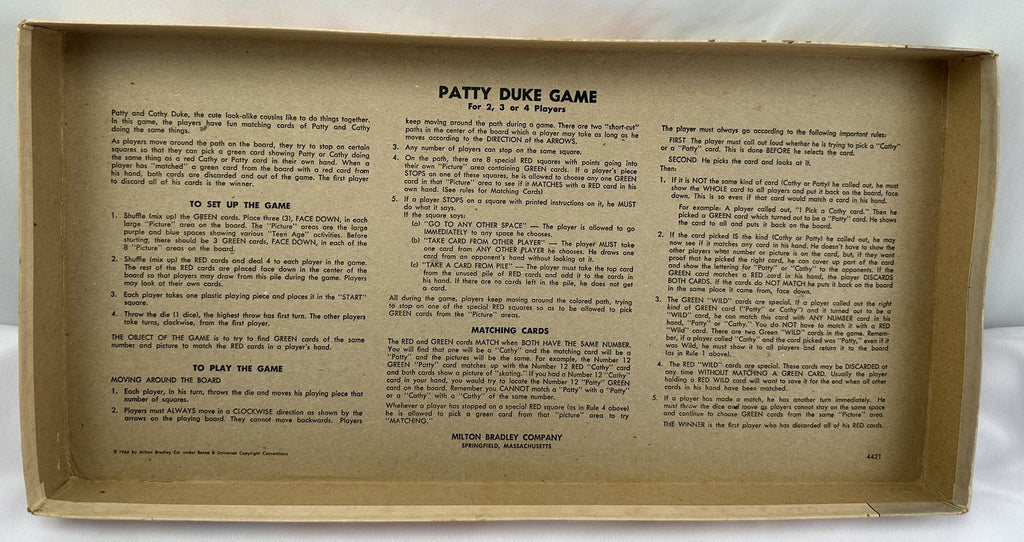 PATTY DUKE GAME
For 2, 3 or 4 Players
Patty and Cathy Duke, the cute look-alike cousins like to do things together.
In this game, the players have fun matching cards of Patty and Cathy
doing the same things.
As players move around the path on the board, they try to stop on certain
squares so that they can pick a green card showing Patty or Cathy doing
the same thing as a red Cathy or Patty card in their own hand. When a
player has "matched" a green card from the board with a red card from
his hand, both cards are discarded and out of the game. The first player
to discard all of his cards is the winner.
TO SET UP THE GAME
1. Shuffle (mix up) the GREEN cards. Place three (3), FACE DOWN, in each
large "Picture" area on the board. The "Picture" areas are the large
purple and blue spaces showing various "Teen Age" activities. Before
starting, there should be 3 GREEN cards, FACE DOWN, in each of the
8 "Picture" areas on the board.
2. Shuffle (mix up) the RED cards and deal 4 to each player in the game.
The rest of the RED cards are placed face down in the center of the
board so that players may draw from this pile during the game. Players
may look at their own cards.
3. Each player takes one plastic playing piece and places it in the "START"
square.
4. Throw the die (1 dice), the highest throw has first turn. The other players
take turns, clockwise, from the first player.
THE OBJECT OF THE GAME is to try to find GREEN cards of the same
number and picture to match the RED cards in a player's hand.
TO PLAY THE GAME
MOVING AROUND THE BOARD
1. Each player, in his turn, throws the die and moves his playing piece that
number of squares.
2. Players must ALWAYS move in a CLOCKWISE direction as shown by the
arrows on the playing board. They cannot move backwards. Players
keep moving around the path during the game. There are two "short-cut"
paths in the center of the board which a player may take as long as he
moves according to the DIRECTION of the ARROWS.
3. Any number of players can stop on the same square.
4. On the path, there are 8 special RED squares with points going into
their own "Picture" area containing GREEN cards. If a player's piece
STOPS on one of these squares, he is allowed to choose any one GREEN
card in that "Picture" area to see if it MATCHES with a RED card in his
own hand. (See rules for Matching Cards)
5. If a player STOPS on a square with printed instructions on it, he MUST
do what it says.
If the square says:
(a) "GO TO ANY OTHER SPACE" — The player is allowed to go
IMMEDIATELY to any space he chooses.
(b) "TAKE CARD FROM OTHER PLAYER" — The player MUST take
one card from ANY OTHER PLAYER he chooses. He draws one
card from an opponent's hand without looking at it.
(c) "TAKE A CARD FROM PILE" — The player must take the top card
from the unused pile of RED cards and add it to the cards in
his hand. If there are no cards left in the pile, he does not get
a card.
All during the game, players keep moving around the colored path, trying
to stop on one of the special RED squares so as to be allowed to pick
GREEN cards from the "Picture" areas.
MATCHING CARDS
The RED and GREEN cards MATCH when BOTH HAVE THE SAME NUMBER.
You will find that one will be a "Cathy" and the matching card will be a
"Patty" and the pictures will be the same. For example, the Number 12
GREEN "Patty" card matches up with the Number 12 RED "Cathy" card
and both cards show a picture of "skating." If you had a Number 12 "Cathy"
card in your hand, you would try to locate the Number 12 "Patty" GREEN
card on the board. Remember you CANNOT match a "Patty" with a "Patty"
or a "Cathy" with a "Cathy" of the same number.
Whenever a player has stopped on a special RED square (as in Rule 4 above)
he is allowed to pick a green card from that "picture" area to try
"MATCHING."
MILTON BRADLEY COMPANY
SPRINGFIELD, MASSACHUSETTS
The player must always go according to the following important rules:
FIRST The player must call out loud whether he is trying to pick a "Cathy"
or a "Patty" card. This is done BEFORE he selects the card.
SECOND He picks the card and looks at it.
Then:
1. If it is NOT the same kind of card (Cathy or Patty) he called out, he must
show the WHOLE card to all players and put it back on the board, face
down. This is so even if that card would match a card in his hand.
For example: A player called out, "I Pick a Cathy card." Then he
picked a GREEN card which turned out to be a "Patty" card. He shows
the card to all and puts it back on the board.
2. If the card picked IS the kind (Cathy or Patty) he called out, he may
now see if it matches any card in his hand. He doesn't have to show the
other players what number or picture is on the card, but, if they want
proof that he picked the right card, he can cover up part of the card
and show the lettering for "Patty" or "Cathy" to the opponents. If the
GREEN card matches a RED card in his hand, the player DISCARDS
BOTH CARDS. If the cards do NOT MATCH he puts it back on the board
in the same place it came from, face down.
3. The GREEN "WILD" cards are special. If a player called out the right
kind of GREEN card ("Patty" or Cathy") and it turned out to be a
"WILD" card, he can match this card with ANY NUMBER card in his
hand, "Patty" or "Cathy." You do NOT have to match it with a RED
"Wild" card. There are two Green "WILD" cards in the game. Remem-
ber, if a player called "Cathy" and the card picked was "Patty," even if it
was Wild, he must show it to all players and return it to the board
(as in Rule 1 above).
4. The RED "WILD" cards are special. These cards may be DISCARDED at
any time WITHOUT MATCHING A GREEN CARD. Usually the player
holding a RED WILD card will want to save it for the end when all other
cards in his hand have been matched.
5. If a player has made a match, he has another turn immediately. He
must throw the dice and move as players cannot stay on the same space
and continue to choose GREEN cards from the same "Picture" area.
THE WINNER is the first player who has discarded all of his RED cards.
© 1964 by Milton Bradley Co. under Berne & Universal Copyright Conventions
4421